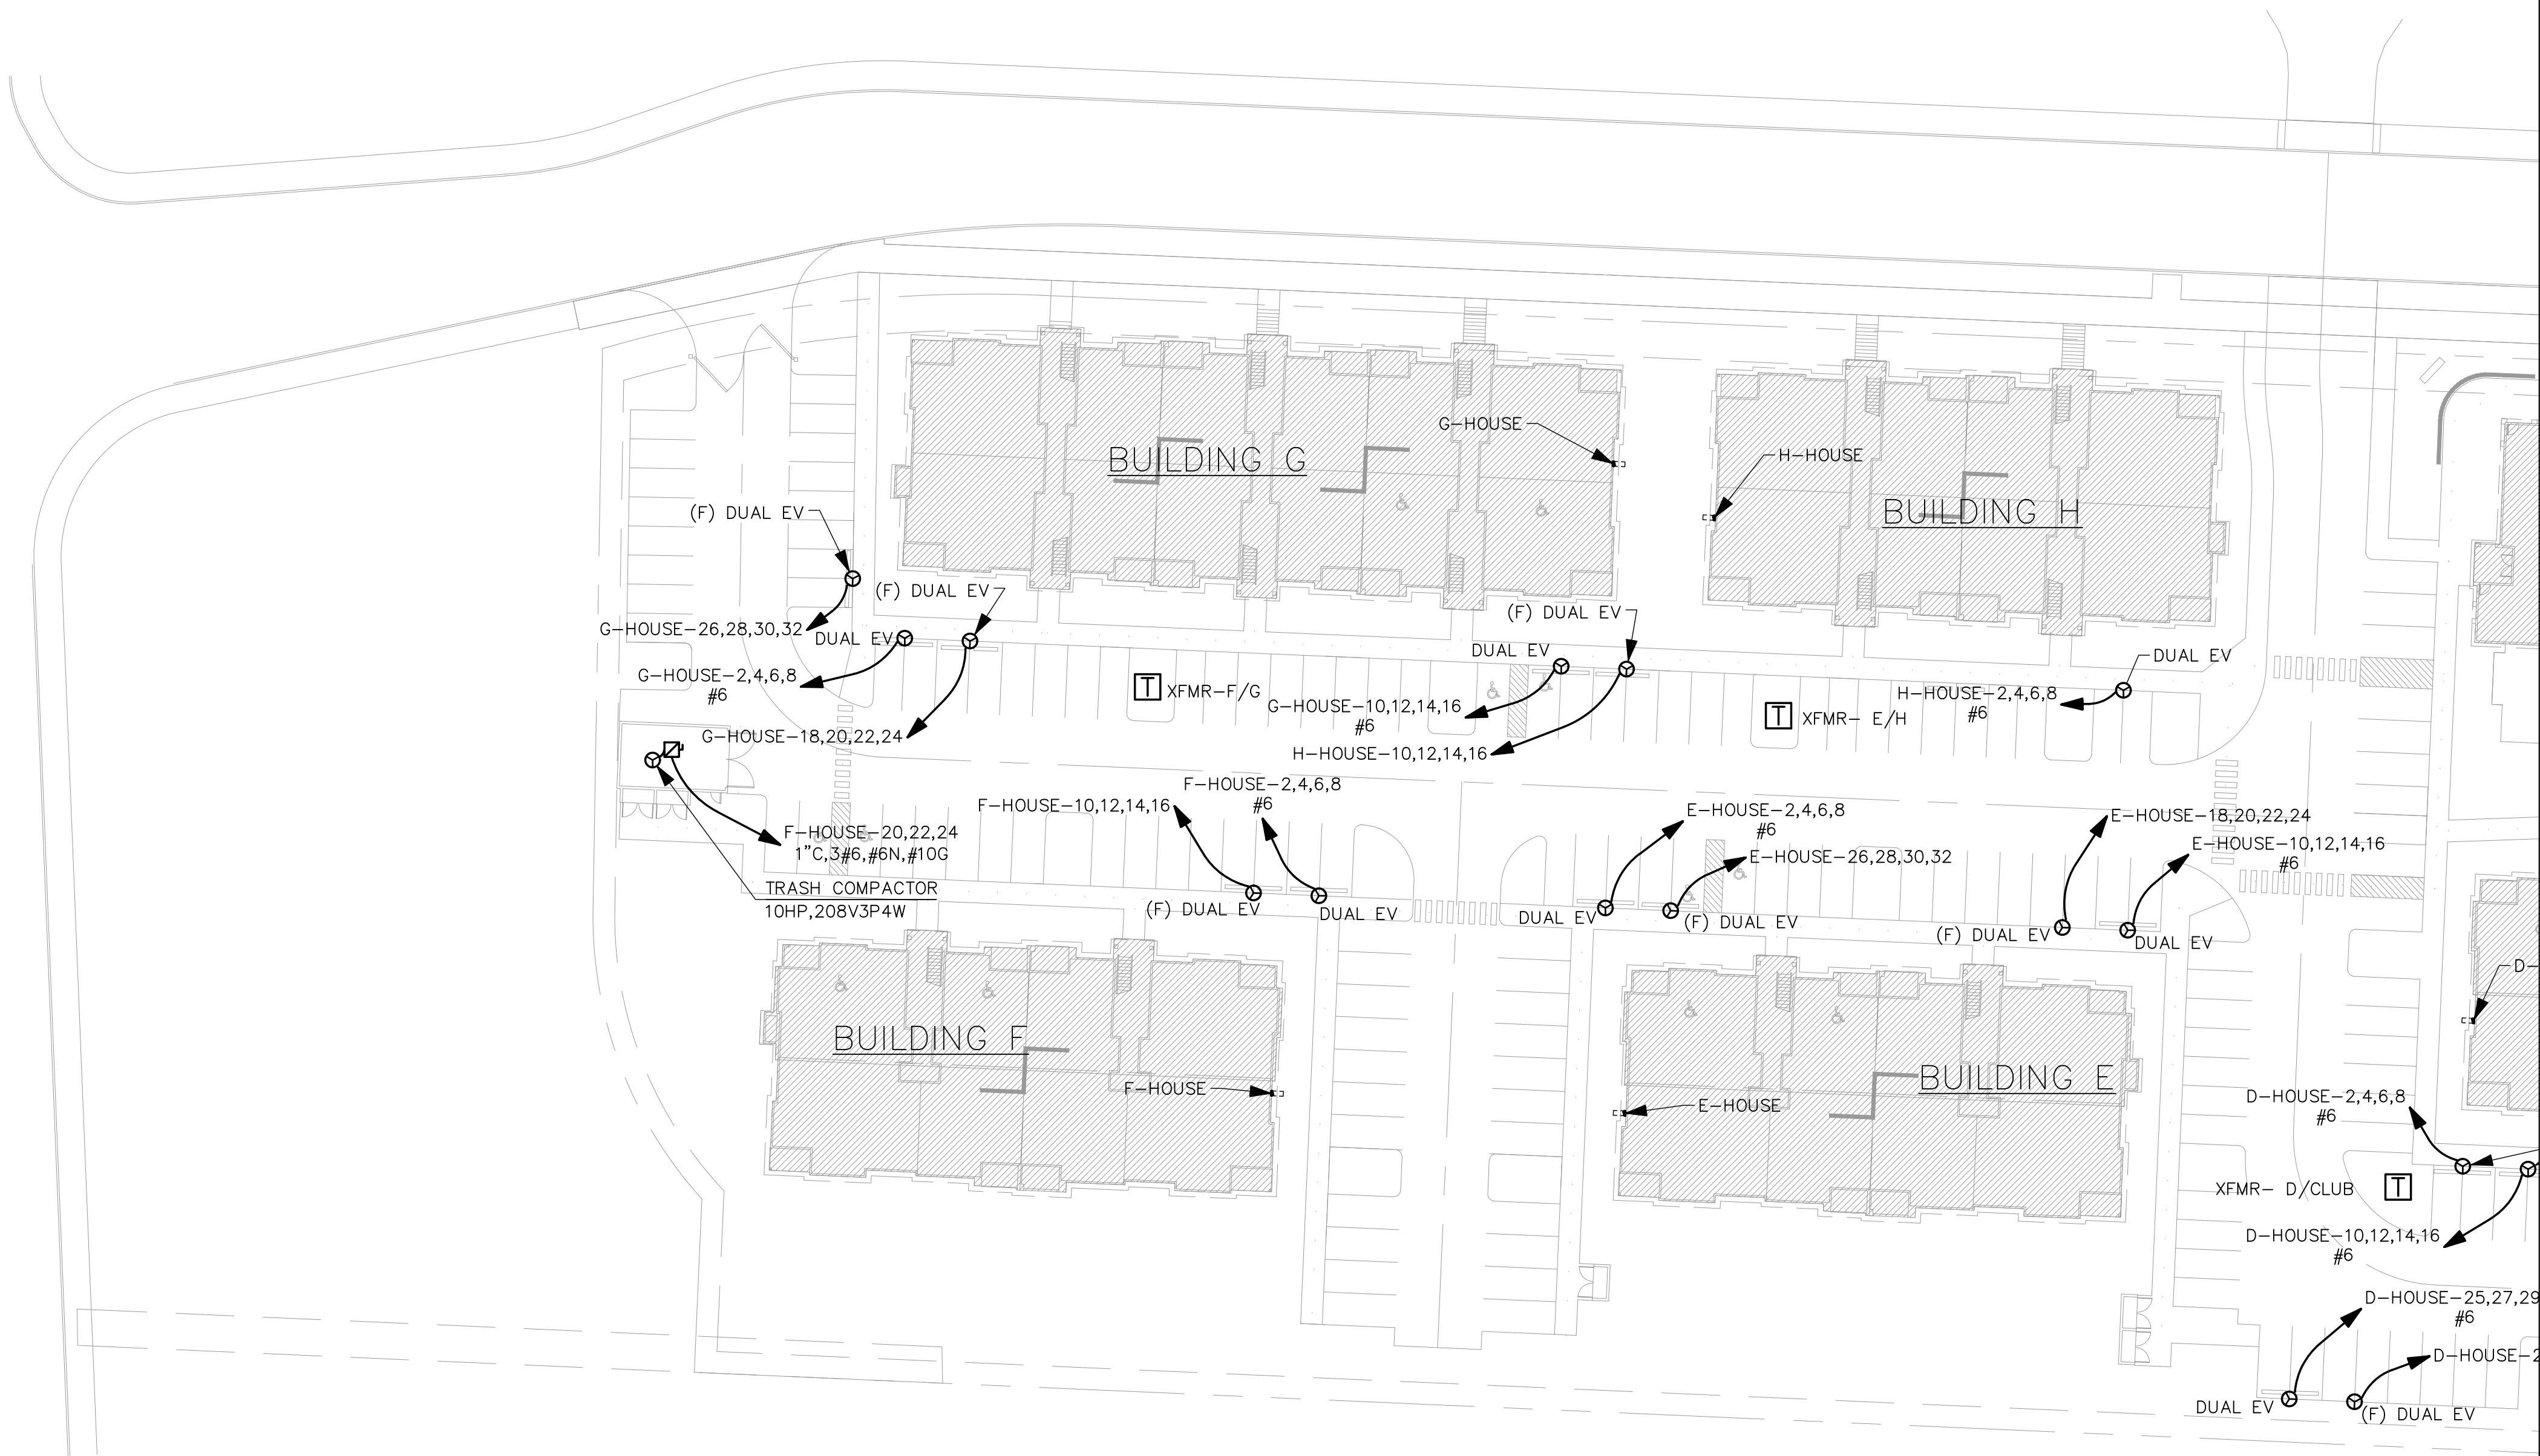 G-HOUSE
BUILDING G
H-HOUSE
BUILDING H
(F) DUAL EV
(F) DUAL EV
(F) DUAL EV
G-HOUSE-26,28,30,32
DUAL EV
DUAL EV
DUAL EV
G-HOUSE-2,4,6,8
#6
T
XFMR-F/G
G-HOUSE-10,12,14,16
#6
H-HOUSE-2,4,6,8
#6
T
XFMR- E/H
G-HOUSE-18,20,22,24
H-HOUSE-10,12,14,16
F-HOUSE-2,4,6,8
#6
F-HOUSE-10,12,14,16
E-HOUSE-2,4,6,8
#6
E-HOUSE-18,20,22,24
F-HOUSE-20,22,24
1"C,3#6,#6N,#10G
E-HOUSE-10,12,14,16
#6
E-HOUSE-26,28,30,32
TRASH COMPACTOR
10HP,208V3P4W
(F) DUAL EV
DUAL EV
DUAL EV
(F) DUAL EV
(F) DUAL EV
DUAL EV
D-
BUILDING F
BUILDING E
F-HOUSE
E-HOUSE
D-HOUSE-2,4,6,8
#6
XFMR- D/CLUB
T
D-HOUSE-10,12,14,16
#6
D-HOUSE-25,27,29
#6
D-HOUSE-2
DUAL EV
(F) DUAL EV